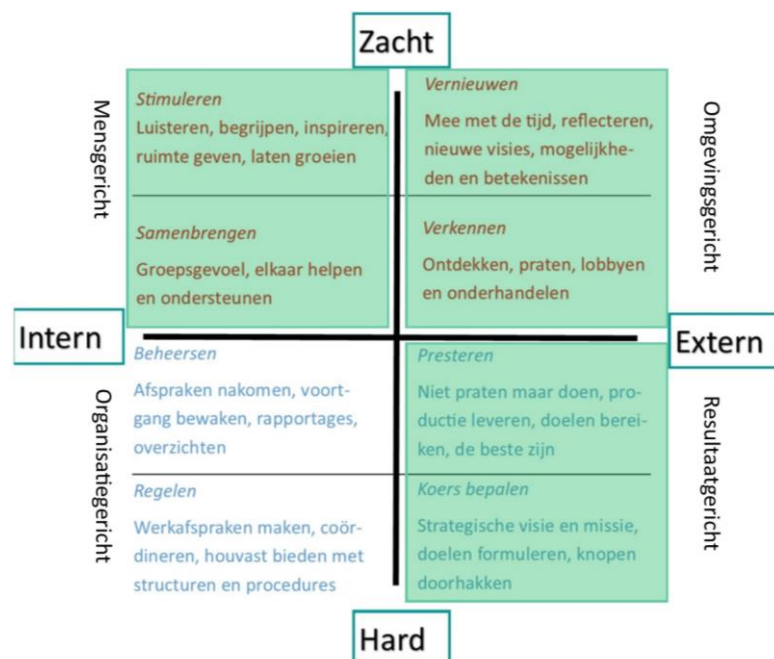 Zacht
Mensgericht
Stimuleren
Luisteren, begrijpen, inspireren,
ruimte geven, laten groeien
Samenbrengen
Groepsgevoel, elkaar helpen
en ondersteunen
Vernieuwen
Mee met de tijd, reflecteren,
nieuwe visies, mogelijkhe-
den en betekenissen
Verkennen
Ontdekken, praten, lobbyen
en onderhandelen
Omgevingsgericht
Intern
Extern
Organisatiegericht
Beheersen
Afspraken nakomen, voort-
gang bewaken, rapportages,
overzichten
Regelen
Werkafspraken maken, coör-
dineren, houvast bieden met
structuren en procedures
Presteren
Niet praten maar doen, pro-
ductie leveren, doelen berei-
ken, de beste zijn
Koers bepalen
Strategische visie en missie,
doelen formuleren, knopen
doorhakken
Resultaatgericht
Hard